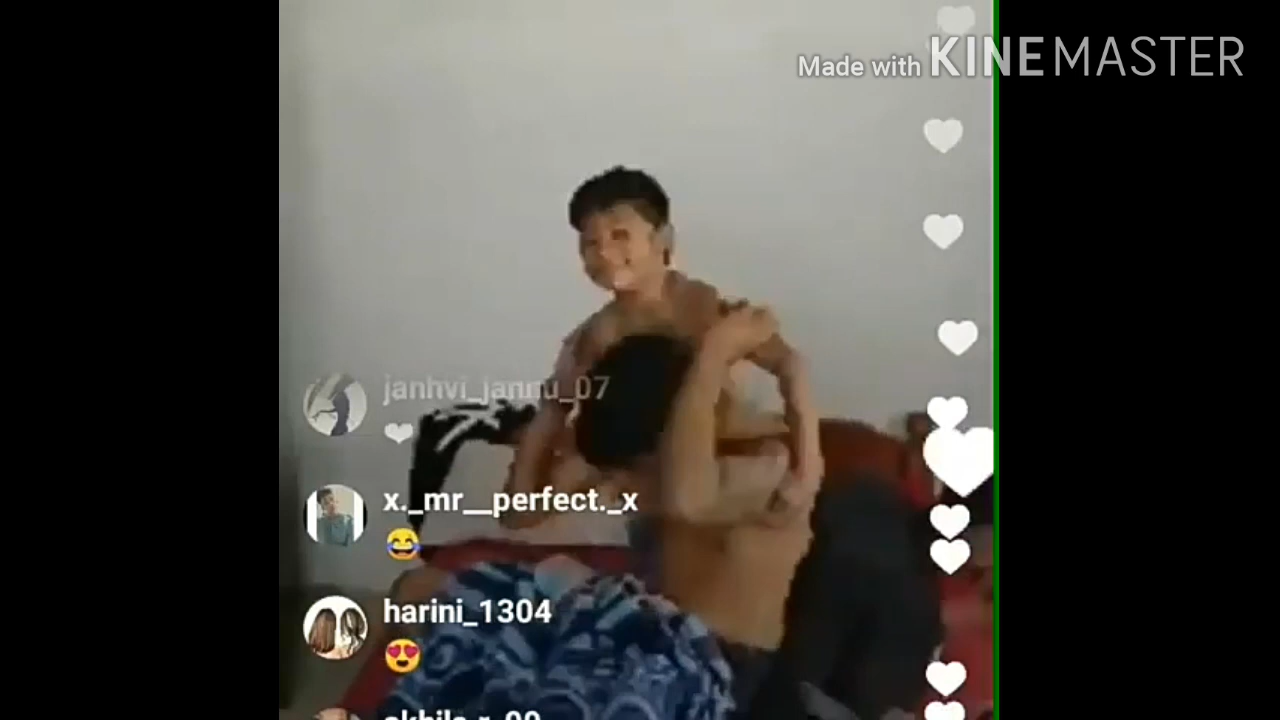 Made with KINEMASTER
janhvi_jannu_07
❤
x._mr__perfect._x
😂
harini_1304
😍